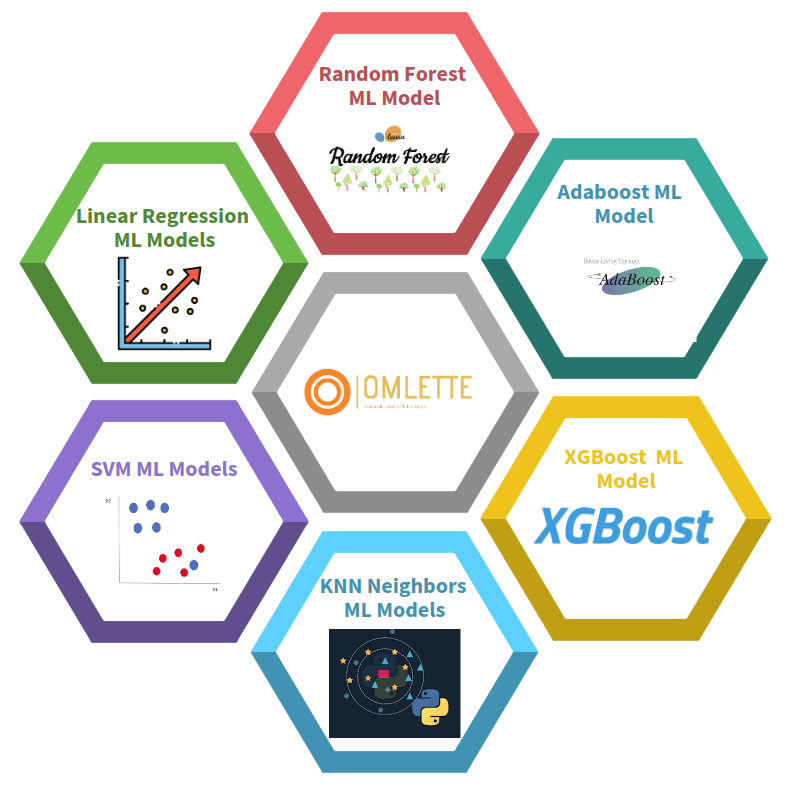 Random Forest
ML Model
Random Forest
Linear Regression
ML Models
Adaboost ML
Model
Better Living Through
AdaBoost
OMLETTE
SVM ML Models
X2
X1
XGBoost ML
Model
XGBoost
KNN Neighbors
ML Models